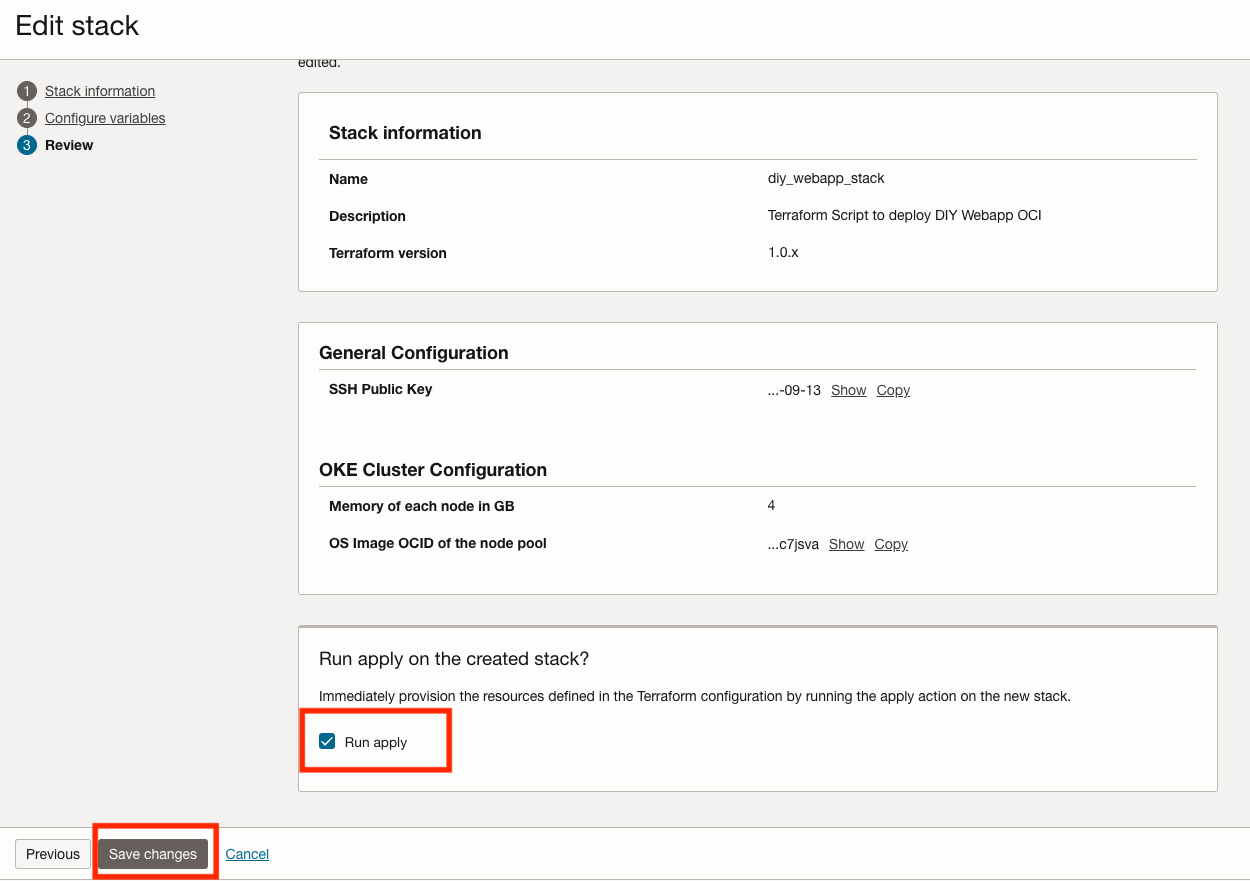 Edit stack
edited.
1 Stack information
2 Configure variables
3 Review
Stack information
Name diy_webapp_stack
Description Terraform Script to deploy DIY Webapp OCI
Terraform version 1.0.x
General Configuration
SSH Public Key ...-09-13 Show Copy
OKE Cluster Configuration
Memory of each node in GB 4
OS Image OCID of the node pool ...c7jsva Show Copy
Run apply on the created stack?
Immediately provision the resources defined in the Terraform configuration by running the apply action on the new stack.
Run apply
Previous Save changes Cancel